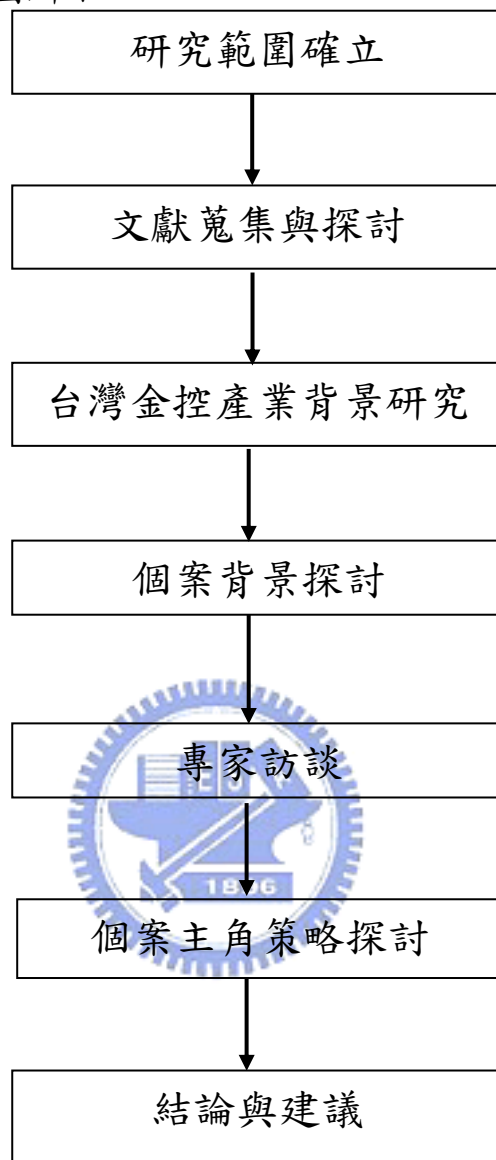 研究範圍確立
文獻蒐集與探討
台灣金控產業背景研究
個案背景探討
專家訪談
1896
個案主角策略探討
結論與建議